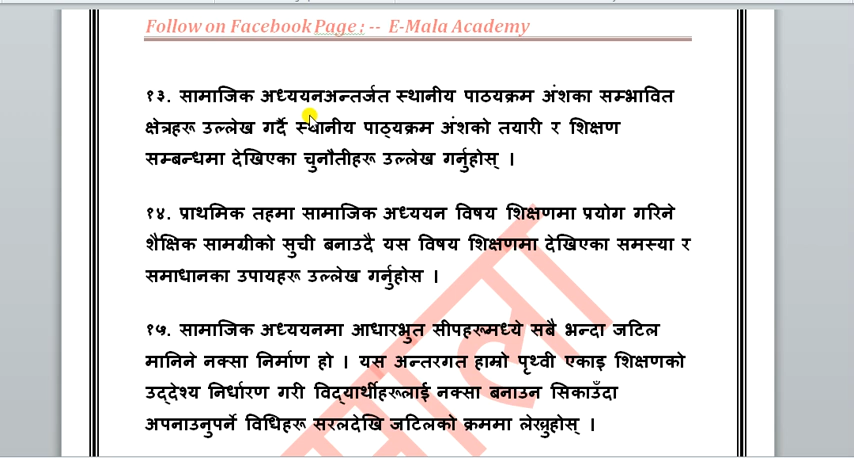 Follow on Facebook Page : -- E-Mala Academy
१३. सामाजिक अध्ययनअन्तर्जत स्थानीय पाठयक्रम अंशका सम्भावित
क्षेत्रहरू उल्लेख गर्दै स्थानीय पाठ्यक्रम अंशको तयारी र शिक्षण
सम्बन्धमा देखिएका चुनौतीहरू उल्लेख गर्नुहोस् ।
१४. प्राथमिक तहमा सामाजिक अध्ययन विषय शिक्षणमा प्रयोग गरिने
शैक्षिक सामग्रीको सुची बनाउदै यस विषय शिक्षणमा देखिएका समस्या र
समाधानका उपायहरू उल्लेख गर्नुहोस ।
१५. सामाजिक अध्ययनमा आधारभुत सीपहरूमध्ये सबै भन्दा जटिल
मानिने नक्सा निर्माण हो । यस अन्तरगत हाम्रो पृथ्वी एकाइ शिक्षणको
उद्देश्य निर्धारण गरी विद्यार्थीहरूलाई नक्सा बनाउन सिकाउँदा
अपनाउनुपर्ने विधिहरू सरलदेखि जटिलको क्रममा लेख्नुहोस् ।
माला